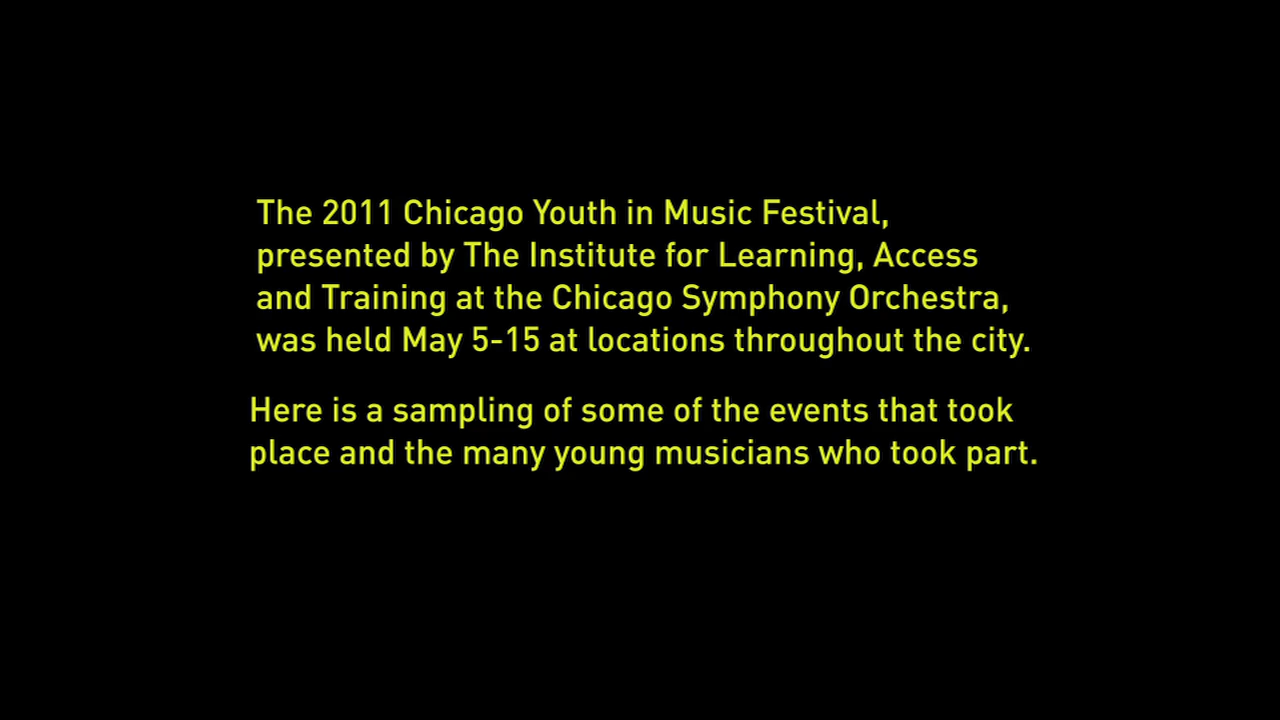 The 2011 Chicago Youth in Music Festival,
presented by The Institute for Learning, Access
and Training at the Chicago Symphony Orchestra,
was held May 5-15 at locations throughout the city.
Here is a sampling of some of the events that took
place and the many young musicians who took part.